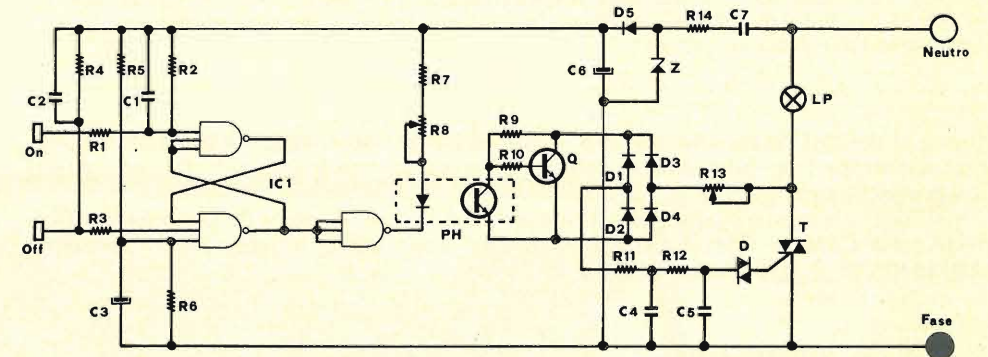 D5
R14
C7
Neutro
R4
R5
R2
R7
C6
Z
C2
C1
LP
On
R1
R8
R9
R10
Q
D1
D3
R13
IC1
PH
D2
D4
T
Off
R3
R11
R12
D
C3
R6
C4
C5
Fase